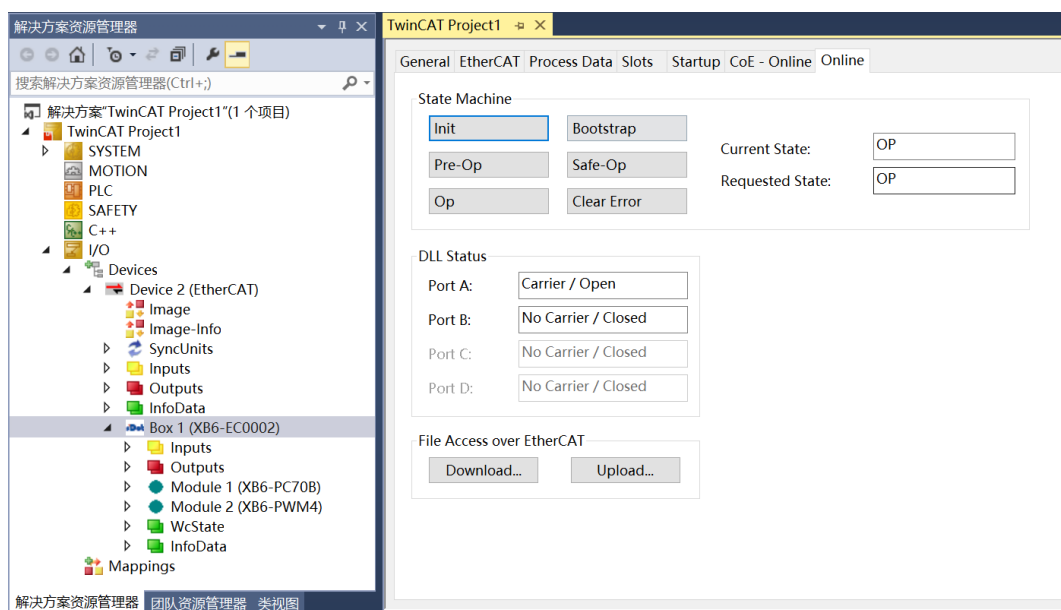 解决方案资源管理器
搜索解决方案资源管理器(Ctrl+;)
解决方案"TwinCAT Project1"(1 个项目)
TwinCAT Project1
SYSTEM
MOTION
PLC
SAFETY
C++
I/O
Devices
Device 2 (EtherCAT)
Image
Image-Info
SyncUnits
Inputs
Outputs
InfoData
Box 1 (XB6-EC0002)
Inputs
Outputs
Module 1 (XB6-PC70B)
Module 2 (XB6-PWM4)
WcState
InfoData
Mappings
解决方案资源管理器 团队资源管理器 类视图
TwinCAT Project1
General EtherCAT Process Data Slots Startup CoE - Online Online
State Machine
Init Bootstrap
Pre-Op Safe-Op
Op Clear Error
Current State: OP
Requested State: OP
DLL Status
Port A: Carrier / Open
Port B: No Carrier / Closed
Port C: No Carrier / Closed
Port D: No Carrier / Closed
File Access over EtherCAT
Download... Upload...